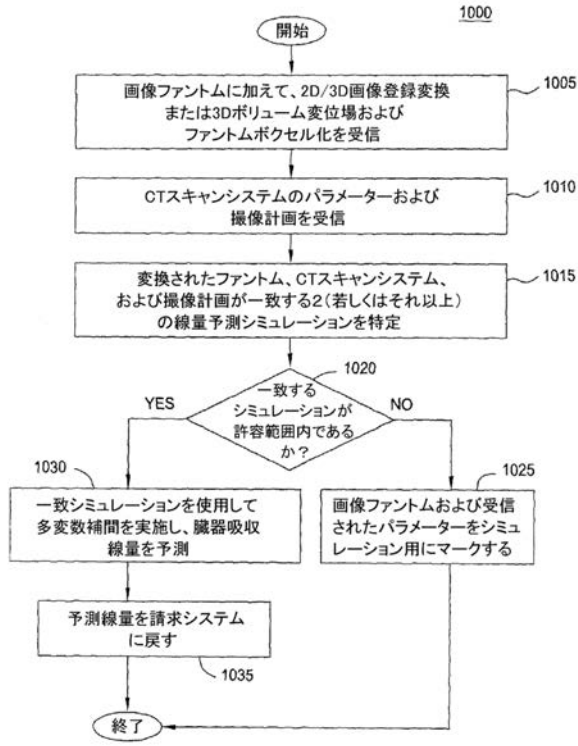 1000
開始
画像ファントムに加えて、2D/3D画像登録変換
または3Dボリューム変位場および
ファントムボクセル化を受信
1005
CTスキャンシステムのパラメーターおよび
撮像計画を受信
1010
変換されたファントム、CTスキャンシステム、
および撮像計画が一致する2(若しくはそれ以上)
の線量予測シミュレーションを特定
1015
1020
一致する
シミュレーションが
許容範囲内である
か?
YES
NO
1030
一致シミュレーションを使用して
多変数補間を実施し、臓器吸収
線量を予測
1025
画像ファントムおよび受信
されたパラメーターをシミュ
レーション用にマークする
予測線量を請求システム
に戻す
1035
終了